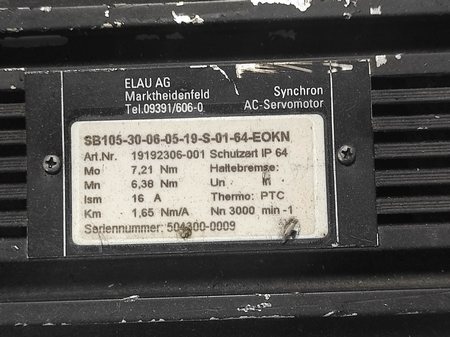 ELAU AG
Marktheidenfeld
Tel.09391/606-0
Synchron
AC-Servomotor
SB105-30-06-05-19-S-01-64-EOKN
Art.Nr. 19192306-001 Schutzart IP 64
Mo 7,21 Nm Haltebremse:
Mn 6,38 Nm Un In
Ism 16 A Thermo: PTC
Km 1,65 Nm/A Nn 3000 min -1
Seriennummer: 504300-0009